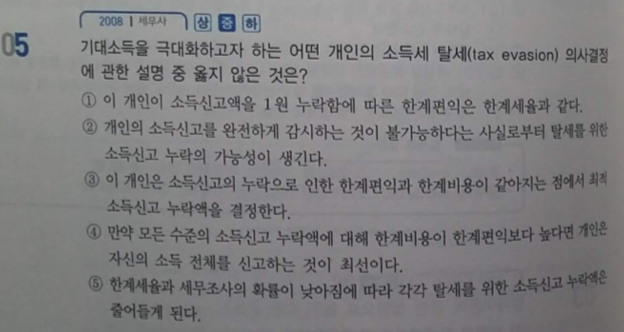 2008 | 세무사 상 중 하
05 기대소득을 극대화하고자 하는 어떤 개인의 소득세 탈세(tax evasion) 의사결정
에 관한 설명 중 옳지 않은 것은?
① 이 개인이 소득신고액을 1원 누락함에 따른 한계편익은 한계세율과 같다.
② 개인의 소득신고를 완전하게 감시하는 것이 불가능하다는 사실로부터 탈세를 위한
소득신고 누락의 가능성이 생긴다.
③ 이 개인은 소득신고의 누락으로 인한 한계편익과 한계비용이 같아지는 점에서 최적
소득신고 누락액을 결정한다.
④ 만약 모든 수준의 소득신고 누락액에 대해 한계비용이 한계편익보다 높다면 개인은
자신의 소득 전체를 신고하는 것이 최선이다.
⑤ 한계세율과 세무조사의 확률이 낮아짐에 따라 각각 탈세를 위한 소득신고 누락액은
줄어들게 된다.